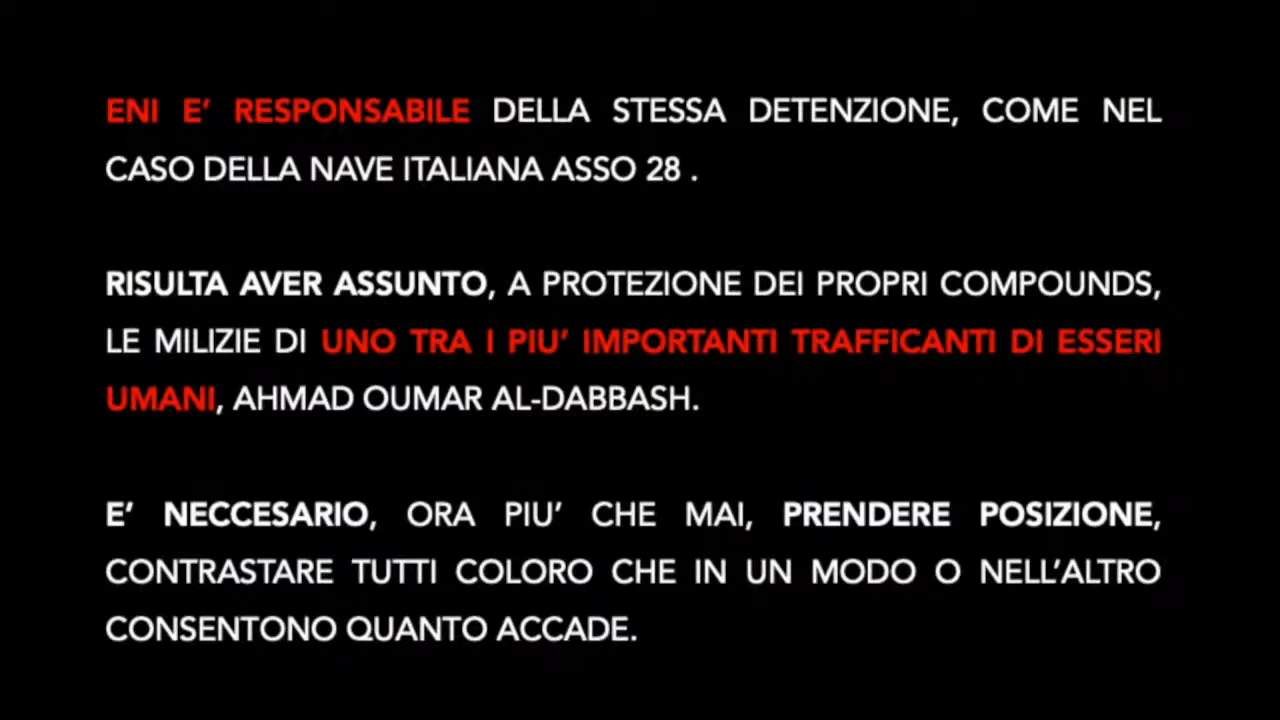 ENI E' RESPONSABILE DELLA STESSA DETENZIONE, COME NEL
CASO DELLA NAVE ITALIANA ASSO 28 .
RISULTA AVER ASSUNTO, A PROTEZIONE DEI PROPRI COMPOUNDS,
LE MILIZIE DI UNO TRA I PIU' IMPORTANTI TRAFFICANTI DI ESSERI
UMANI, AHMAD OUMAR AL-DABBASH.
E' NECCESARIO, ORA PIU' CHE MAI, PRENDERE POSIZIONE,
CONTRASTARE TUTTI COLORO CHE IN UN MODO O NELL'ALTRO
CONSENTONO QUANTO ACCADE.